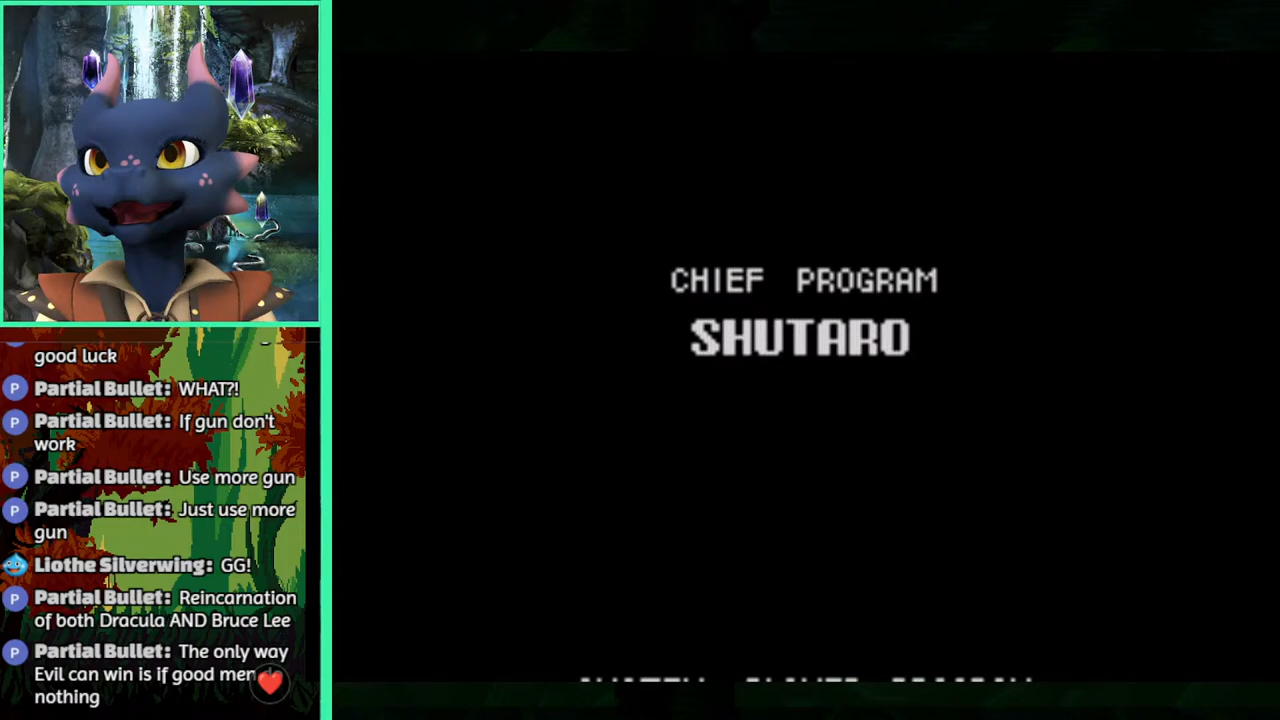 good luck
Partial Bullet: WHAT?!
Partial Bullet: If gun don't
work
Partial Bullet: Use more gun
Partial Bullet: Just use more
gun
Liothe Silverwing: GG!
Partial Bullet: Reincarnation
of both Dracula AND Bruce Lee
Partial Bullet: The only way
Evil can win is if good men
nothing
CHIEF PROGRAM
SHUTARO